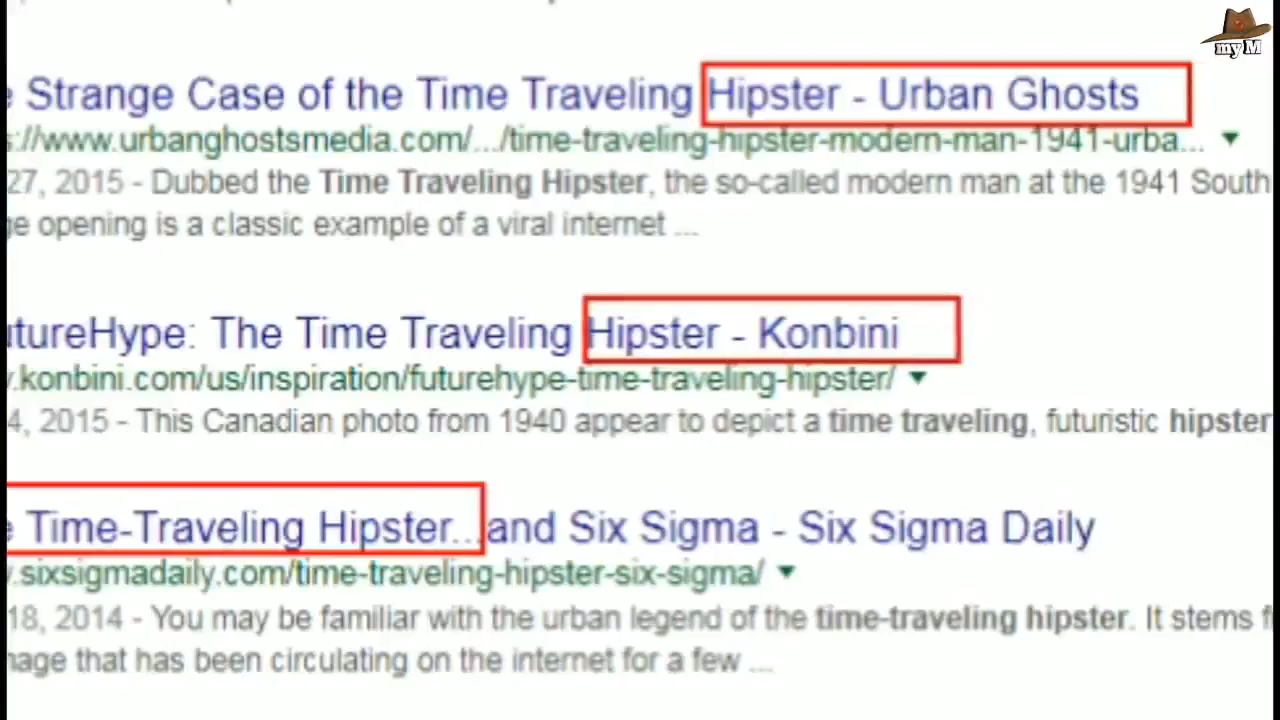 my M
e Strange Case of the Time Traveling Hipster - Urban Ghosts
s://www.urbanghostsmedia.com/.../time-traveling-hipster-modern-man-1941-urba...
27, 2015 - Dubbed the Time Traveling Hipster, the so-called modern man at the 1941 South
ge opening is a classic example of a viral internet ...
utureHype: The Time Traveling Hipster - Konbini
.konbini.com/us/inspiration/futurehype-time-traveling-hipster/
4, 2015 - This Canadian photo from 1940 appear to depict a time traveling, futuristic hipster
e Time-Traveling Hipster... and Six Sigma - Six Sigma Daily
.sixsigmadaily.com/time-traveling-hipster-six-sigma/
18, 2014 - You may be familiar with the urban legend of the time-traveling hipster. It stems f
mage that has been circulating on the internet for a few ...